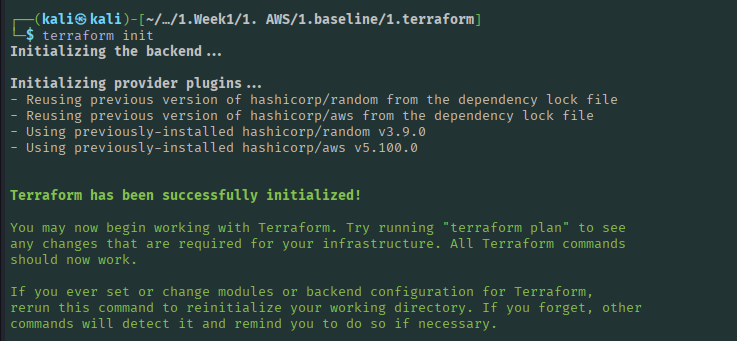 ┌──(kali㉿kali)-[~/…/1.Week1/1. AWS/1.baseline/1.terraform]
└─$ terraform init
Initializing the backend...
Initializing provider plugins...
- Reusing previous version of hashicorp/random from the dependency lock file
- Reusing previous version of hashicorp/aws from the dependency lock file
- Using previously-installed hashicorp/random v3.9.0
- Using previously-installed hashicorp/aws v5.100.0
Terraform has been successfully initialized!
You may now begin working with Terraform. Try running "terraform plan" to see
any changes that are required for your infrastructure. All Terraform commands
should now work.
If you ever set or change modules or backend configuration for Terraform,
rerun this command to reinitialize your working directory. If you forget, other
commands will detect it and remind you to do so if necessary.